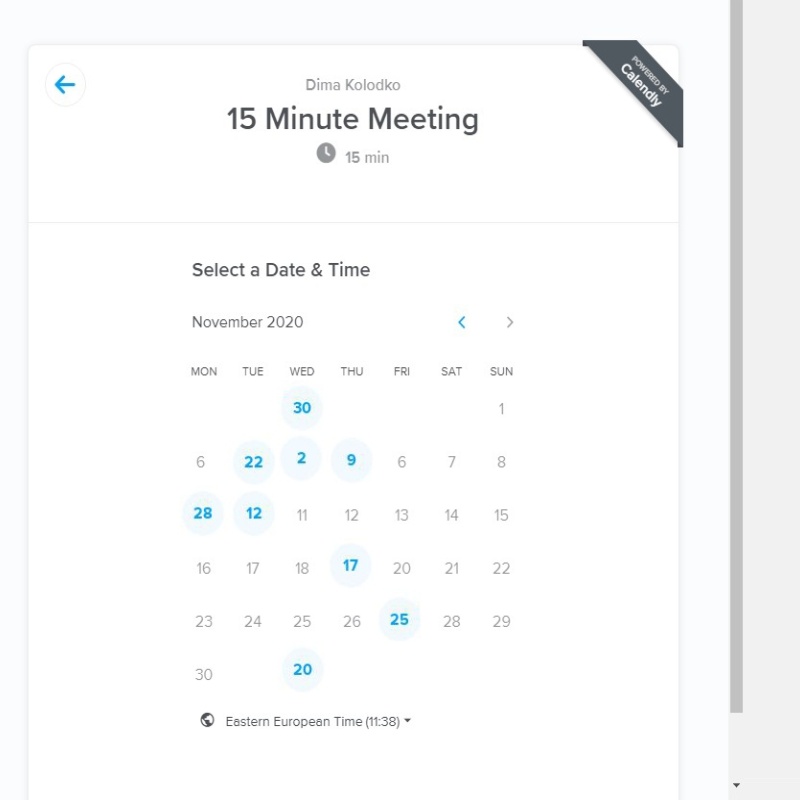 POWERED BY
Calendly
Dima Kolodko
15 Minute Meeting
15 min
Select a Date & Time
November 2020
MON TUE WED THU FRI SAT SUN
30 1
6 22 2 9 6 7 8
28 12 11 12 13 14 15
16 17 18 17 20 21 22
23 24 25 26 25 28 29
30 20
Eastern European Time (11:38)